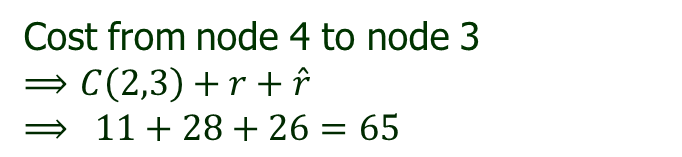 Cost from node 4 to node 3
⟹ C(2,3) + r + r̂
⟹ 11 + 28 + 26 = 65